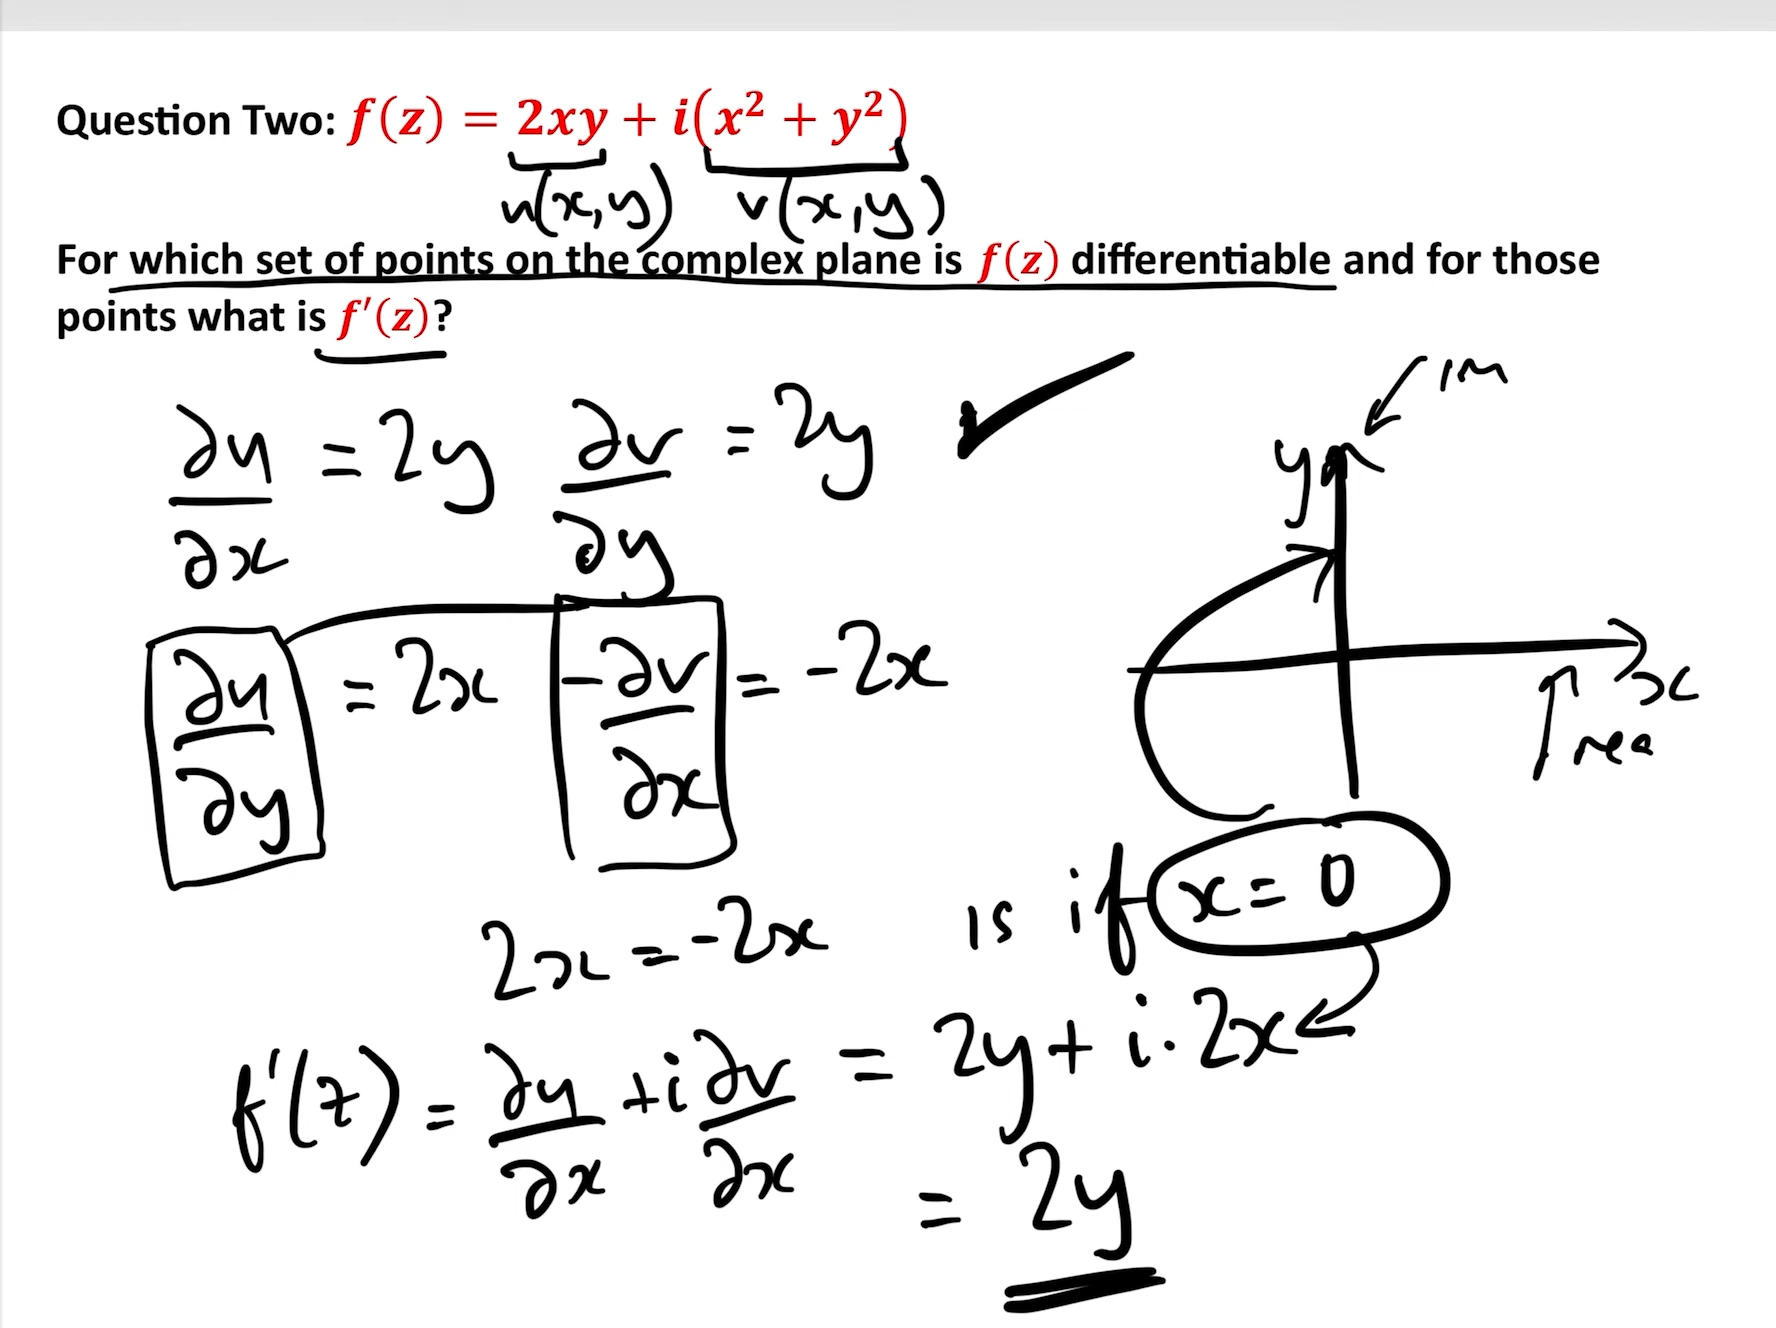 Question Two: f(z) = 2xy + i(x² + y²)
u(x,y) v(x,y)
For which set of points on the complex plane is f(z) differentiable and for those
points what is f′(z)?
∂u/∂x = 2y ∂v/∂y = 2y ✓
Im
y
∂u/∂y = 2x -∂v/∂x = -2x
x
rea
2x = -2x is if x = 0
f'(z) = ∂u/∂x + i ∂v/∂x = 2y + i·2x
= 2y